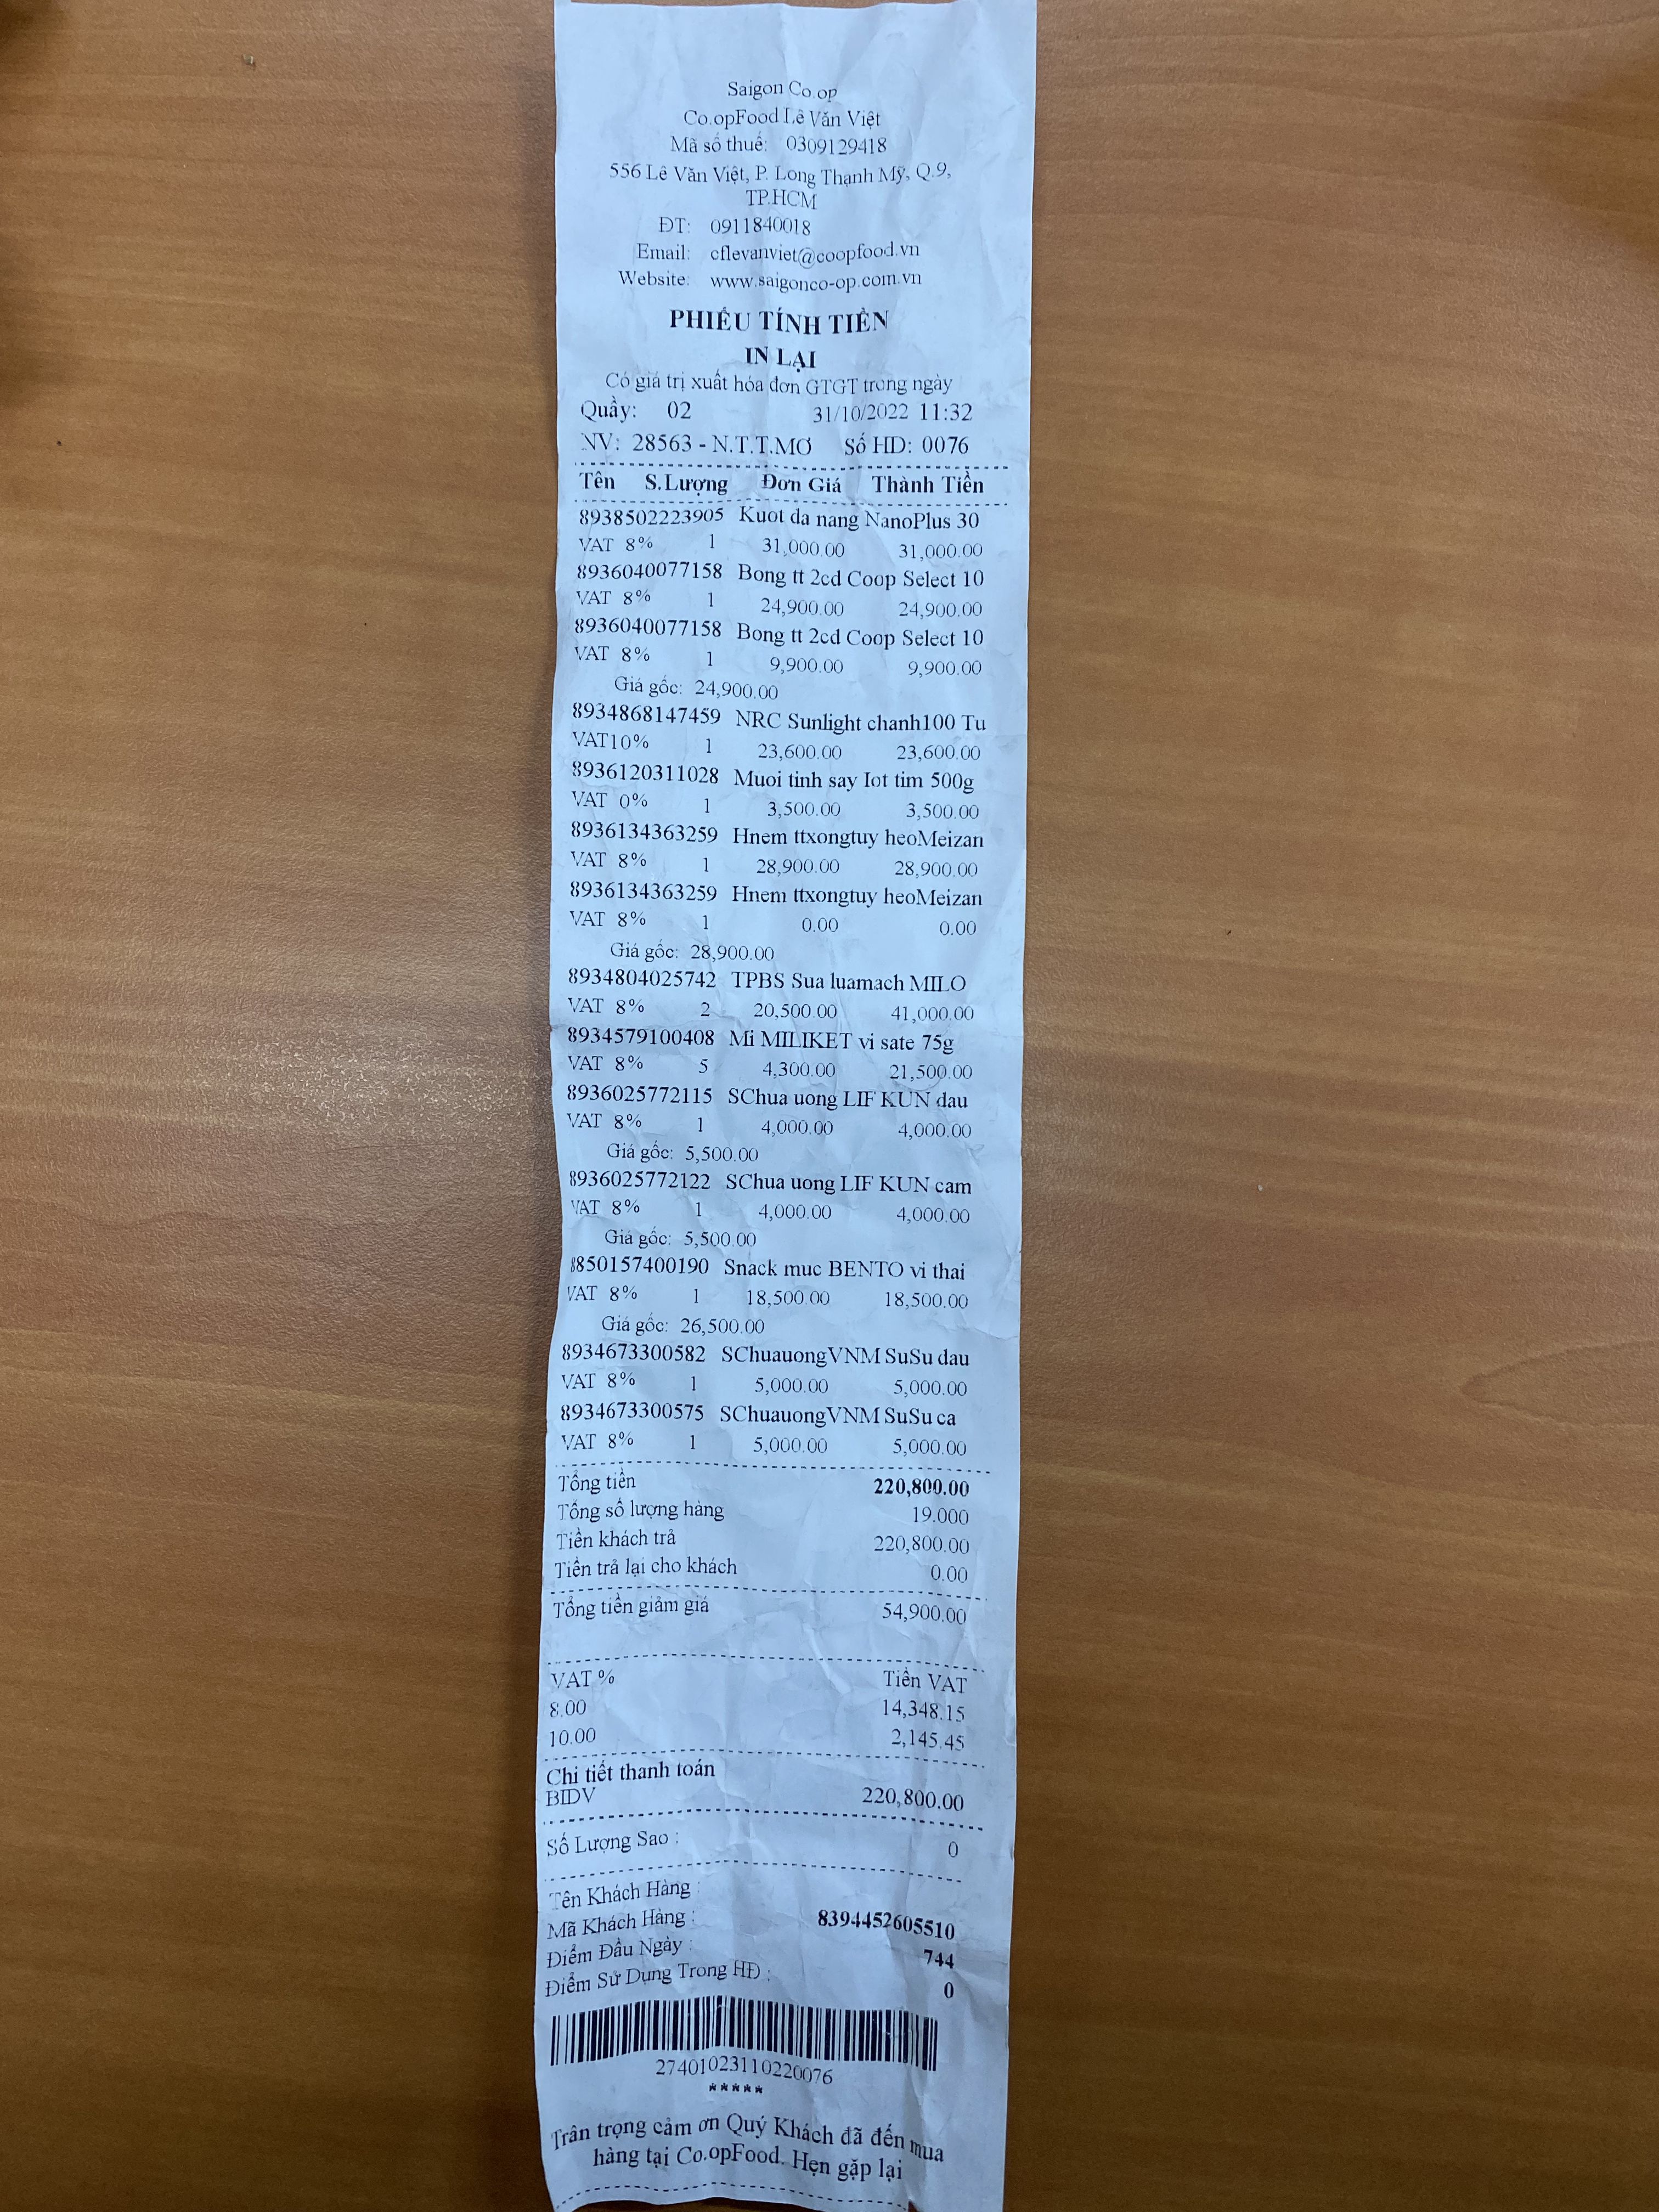 Saigon Co.op
Co.opFood Lê Văn Việt
Mã số thuế: 0309129418
556 Lê Văn Việt, P. Long Thạnh Mỹ, Q.9,
TP.HCM
ĐT: 0911840018
Email: cflevanviet@coopfood.vn
Website: www.saigonco-op.com.vn
PHIẾU TÍNH TIỀN
IN LẠI
Có giá trị xuất hóa đơn GTGT trong ngày
Quầy: 02 31/10/2022 11:32
NV: 28563 - N.T.T.MƠ Số HD: 0076
Tên S.Lượng Đơn Giá Thành Tiền
8938502223905 Kuot da nang NanoPlus 30
VAT 8% 1 31,000.00 31,000.00
8936040077158 Bong tt 2cd Coop Select 10
VAT 8% 1 24,900.00 24,900.00
8936040077158 Bong tt 2cd Coop Select 10
VAT 8% 1 9,900.00 9,900.00
Giá gốc: 24,900.00
8934868147459 NRC Sunlight chanh100 Tu
VAT10% 1 23,600.00 23,600.00
8936120311028 Muoi tinh say Iot tim 500g
VAT 0% 1 3,500.00 3,500.00
8936134363259 Hnem ttxongtuy heoMeizan
VAT 8% 1 28,900.00 28,900.00
8936134363259 Hnem ttxongtuy heoMeizan
VAT 8% 1 0.00 0.00
Giá gốc: 28,900.00
8934804025742 TPBS Sua luamach MILO
VAT 8% 2 20,500.00 41,000.00
8934579100408 Mi MILIKET vi sate 75g
VAT 8% 5 4,300.00 21,500.00
8936025772115 SChua uong LIF KUN dau
VAT 8% 1 4,000.00 4,000.00
Giá gốc: 5,500.00
8936025772122 SChua uong LIF KUN cam
VAT 8% 1 4,000.00 4,000.00
Giá gốc: 5,500.00
8850157400190 Snack muc BENTO vi thai
VAT 8% 1 18,500.00 18,500.00
Giá gốc: 26,500.00
8934673300582 SChuauongVNM SuSu dau
VAT 8% 1 5,000.00 5,000.00
8934673300575 SChuauongVNM SuSu ca
VAT 8% 1 5,000.00 5,000.00
Tổng tiền 220,800.00
Tổng số lượng hàng 19.000
Tiền khách trả 220,800.00
Tiền trả lại cho khách 0.00
Tổng tiền giảm giá 54,900.00
VAT % Tiền VAT
8.00 14,348.15
10.00 2,145.45
Chi tiết thanh toán
BIDV 220,800.00
Số Lượng Sao : 0
Tên Khách Hàng :
Mã Khách Hàng : 8394452605510
Điểm Đầu Ngày : 744
Điểm Sử Dụng Trong HĐ : 0
27401023110220076
*****
Trân trọng cảm ơn Quý Khách đã đến mua
hàng tại Co.opFood. Hẹn gặp lại